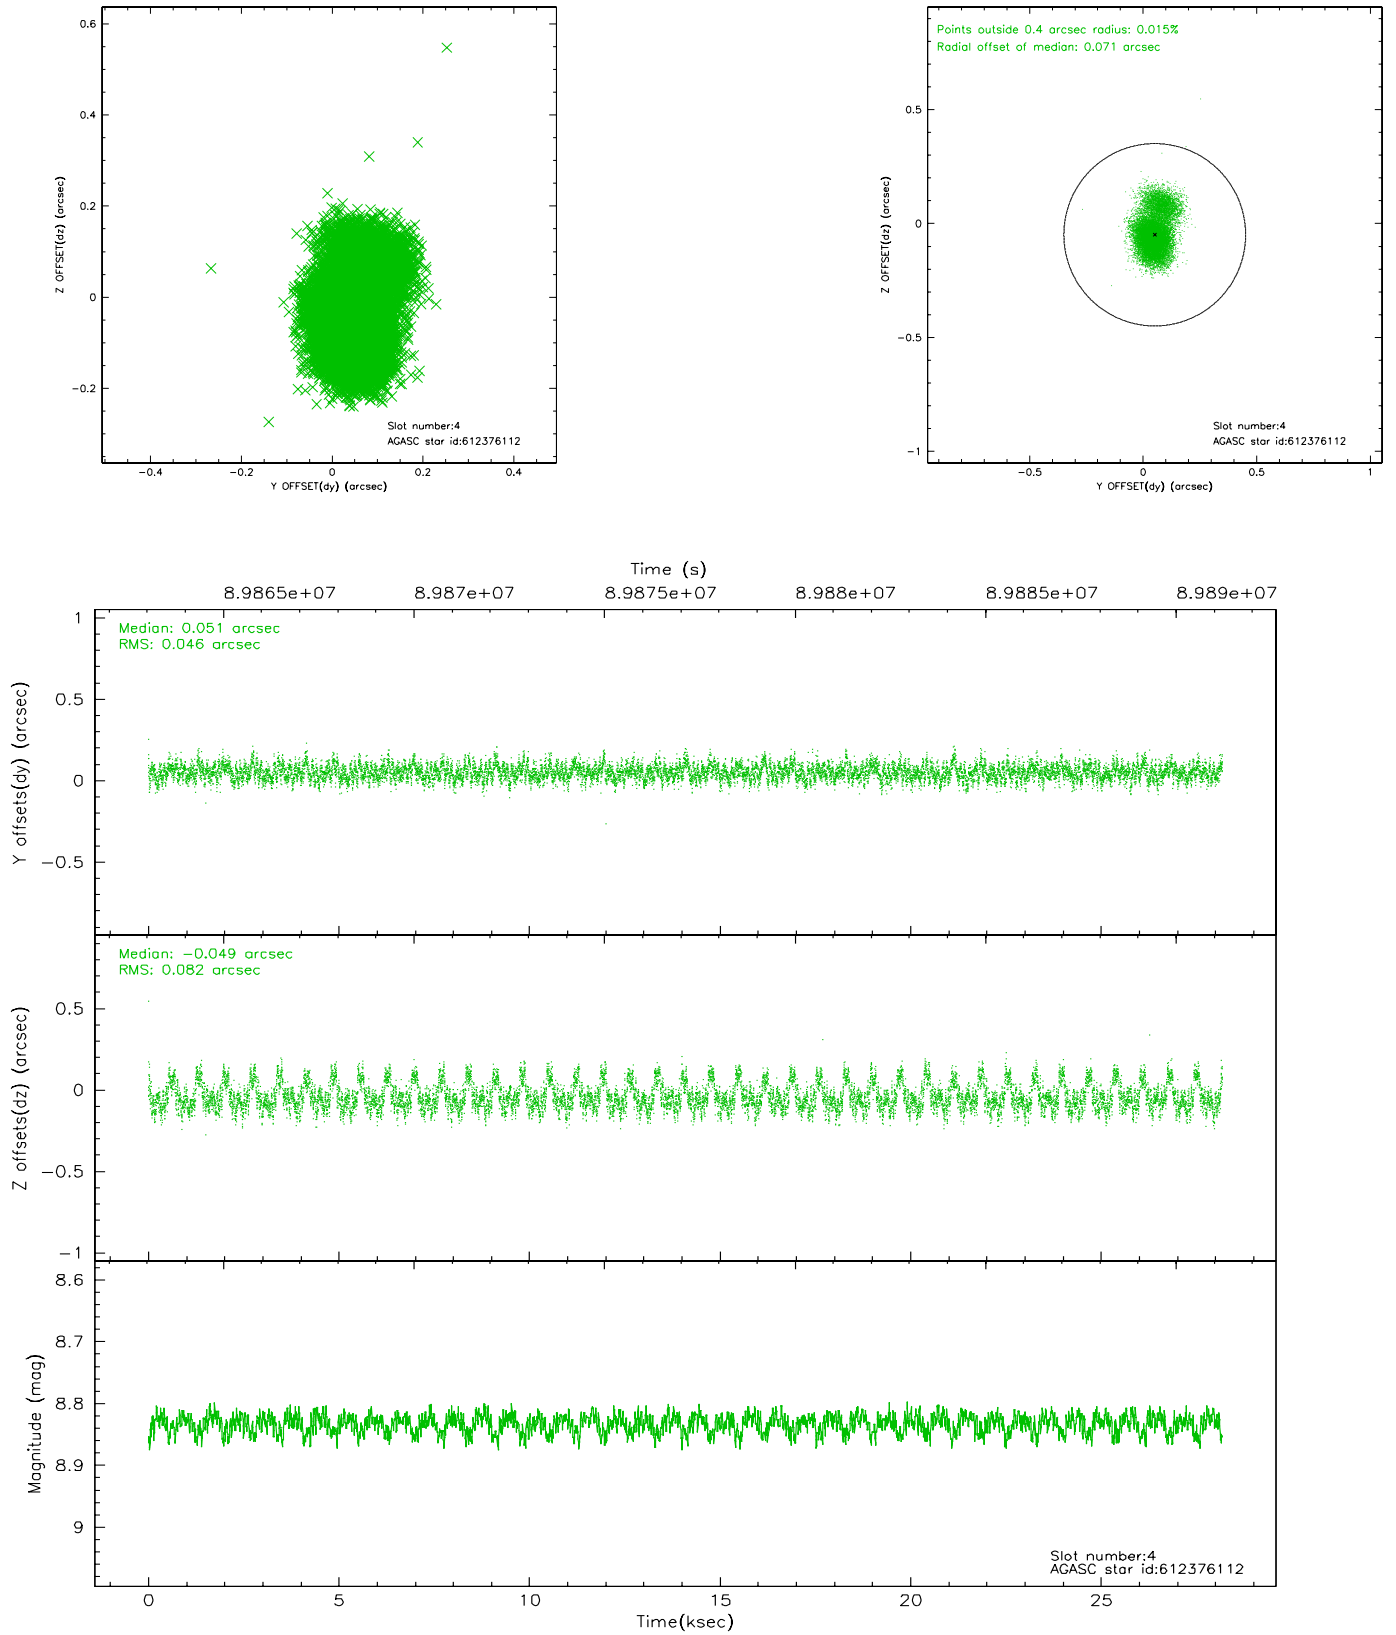 0.6
0.4
0.2
0
−0.2
Z OFFSET(dz) (arcsec)
Slot number:4
AGASC star id:612376112
−0.4
−0.2
0
0.2
0.4
Y OFFSET(dy) (arcsec)
Points outside 0.4 arcsec radius: 0.015%
Radial offset of median: 0.071 arcsec
0.5
0
−0.5
−1
Z OFFSET(dz) (arcsec)
Slot number:4
AGASC star id:612376112
−0.5
0
0.5
1
Y OFFSET(dy) (arcsec)
Time (s)
8.9865e+07 8.987e+07 8.9875e+07 8.988e+07 8.9885e+07 8.989e+07
Median: 0.051 arcsec
RMS: 0.046 arcsec
1
0.5
0
−0.5
Y offsets(dy) (arcsec)
Median: −0.049 arcsec
RMS: 0.082 arcsec
0.5
0
−0.5
−1
Z offsets(dz) (arcsec)
8.6
8.7
8.8
8.9
9
Magnitude (mag)
Slot number:4
AGASC star id:612376112
0 5 10 15 20 25
Time(ksec)